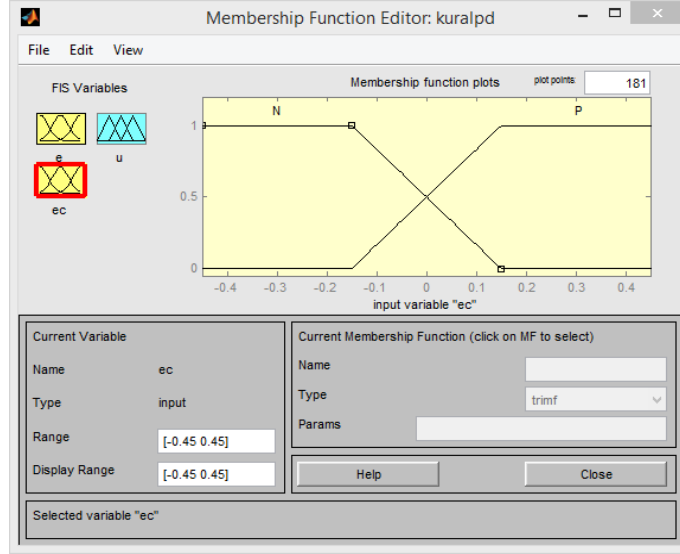 Membership Function Editor: kuralpd
File Edit View
FIS Variables
Membership function plots
plot points:
181
e
u
ec
N
P
1
0.5
0
-0.4 -0.3 -0.2 -0.1 0 0.1 0.2 0.3 0.4
input variable "ec"
Current Variable
Name ec
Type input
Range [-0.45 0.45]
Display Range [-0.45 0.45]
Current Membership Function (click on MF to select)
Name
Type trimf
Params
Help
Close
Selected variable "ec"